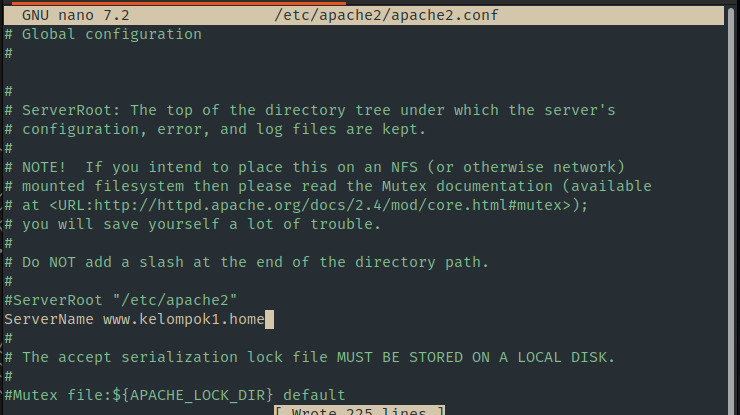 GNU nano 7.2 /etc/apache2/apache2.conf
# Global configuration
#
#
# ServerRoot: The top of the directory tree under which the server's
# configuration, error, and log files are kept.
#
# NOTE!  If you intend to place this on an NFS (or otherwise network)
# mounted filesystem then please read the Mutex documentation (available
# at <URL:http://httpd.apache.org/docs/2.4/mod/core.html#mutex>);
# you will save yourself a lot of trouble.
#
# Do NOT add a slash at the end of the directory path.
#
#ServerRoot "/etc/apache2"
ServerName www.kelompok1.home
#
# The accept serialization lock file MUST BE STORED ON A LOCAL DISK.
#
#Mutex file:${APACHE_LOCK_DIR} default
[ Wrote 225 lines ]